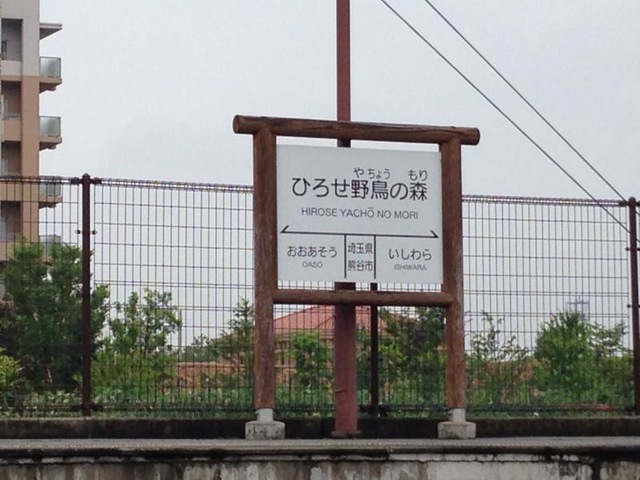 や ちょう もり
ひろせ野鳥の森
HIROSE YACHŌ NO MORI
おおあそう 埼玉県 いしわら
OASO 熊谷市 ISHIWARA